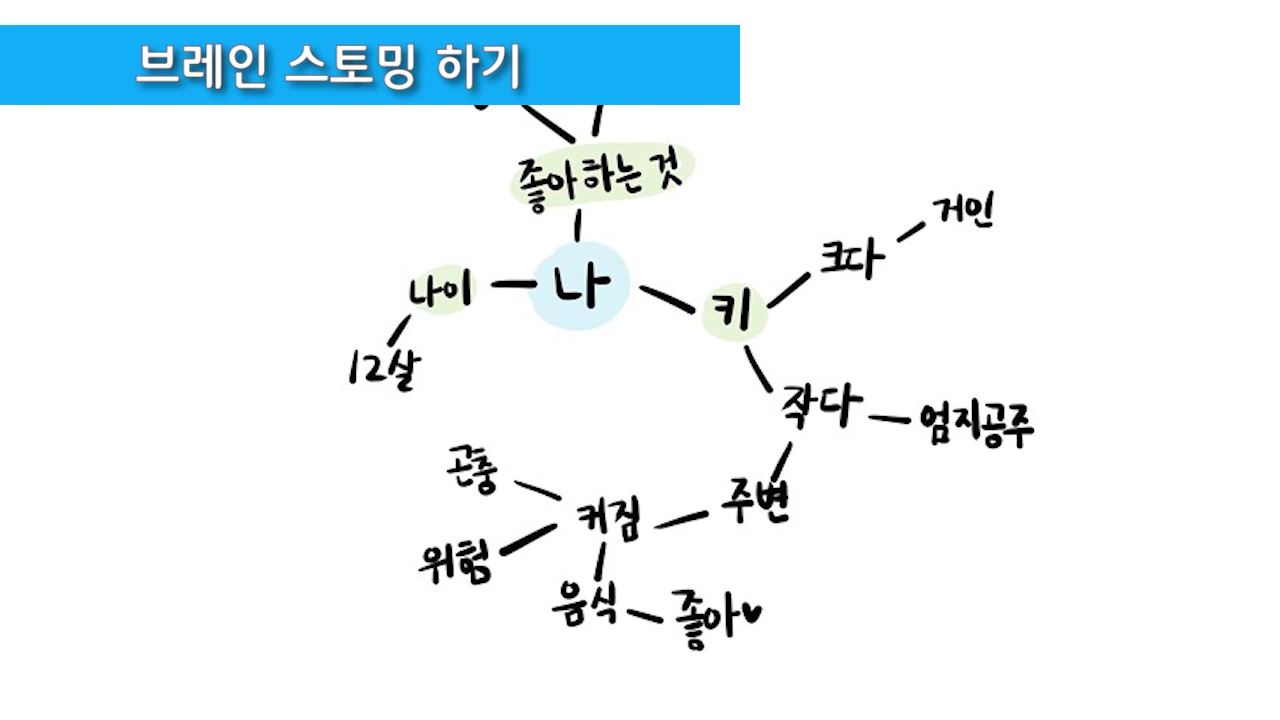 브레인 스토밍 하기
좋아하는 것
거인
크다
나이
나
키
12살
작다
엄지공주
곤충
커짐
주변
위험
음식
좋아♥